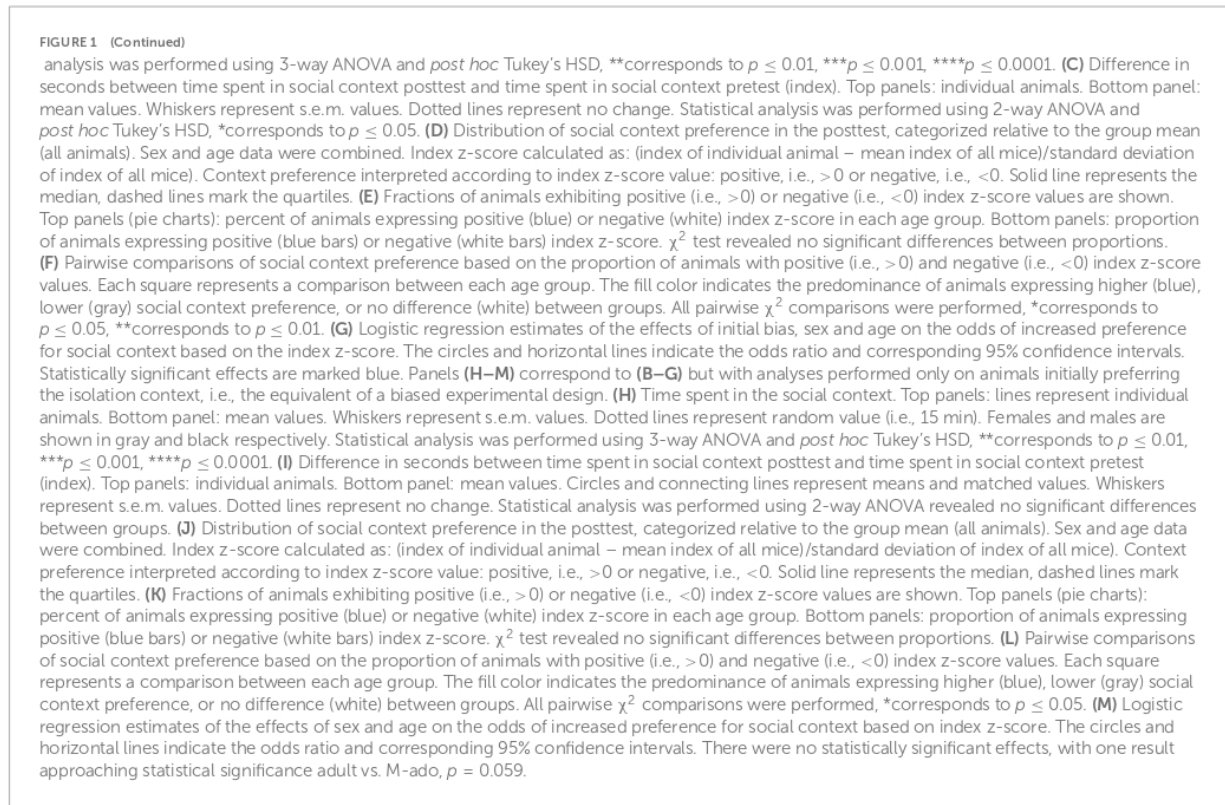 FIGURE 1 (Continued)
analysis was performed using 3-way ANOVA and post hoc Tukey's HSD, **corresponds to p ≤ 0.01, ***p ≤ 0.001, ****p ≤ 0.0001. (C) Difference in
seconds between time spent in social context posttest and time spent in social context pretest (index). Top panels: individual animals. Bottom panel:
mean values. Whiskers represent s.e.m. values. Dotted lines represent no change. Statistical analysis was performed using 2-way ANOVA and
post hoc Tukey's HSD, *corresponds to p ≤ 0.05. (D) Distribution of social context preference in the posttest, categorized relative to the group mean
(all animals). Sex and age data were combined. Index z-score calculated as: (index of individual animal – mean index of all mice)/standard deviation
of index of all mice). Context preference interpreted according to index z-score value: positive, i.e., >0 or negative, i.e., <0. Solid line represents the
median, dashed lines mark the quartiles. (E) Fractions of animals exhibiting positive (i.e., >0) or negative (i.e., <0) index z-score values are shown.
Top panels (pie charts): percent of animals expressing positive (blue) or negative (white) index z-score in each age group. Bottom panels: proportion
of animals expressing positive (blue bars) or negative (white bars) index z-score. χ² test revealed no significant differences between proportions.
(F) Pairwise comparisons of social context preference based on the proportion of animals with positive (i.e., >0) and negative (i.e., <0) index z-score
values. Each square represents a comparison between each age group. The fill color indicates the predominance of animals expressing higher (blue),
lower (gray) social context preference, or no difference (white) between groups. All pairwise χ² comparisons were performed, *corresponds to
p ≤ 0.05, **corresponds to p ≤ 0.01. (G) Logistic regression estimates of the effects of initial bias, sex and age on the odds of increased preference
for social context based on the index z-score. The circles and horizontal lines indicate the odds ratio and corresponding 95% confidence intervals.
Statistically significant effects are marked blue. Panels (H–M) correspond to (B–G) but with analyses performed only on animals initially preferring
the isolation context, i.e., the equivalent of a biased experimental design. (H) Time spent in the social context. Top panels: lines represent individual
animals. Bottom panel: mean values. Whiskers represent s.e.m. values. Dotted lines represent random value (i.e., 15 min). Females and males are
shown in gray and black respectively. Statistical analysis was performed using 3-way ANOVA and post hoc Tukey's HSD, **corresponds to p ≤ 0.01,
***p ≤ 0.001, ****p ≤ 0.0001. (I) Difference in seconds between time spent in social context posttest and time spent in social context pretest
(index). Top panels: individual animals. Bottom panel: mean values. Circles and connecting lines represent means and matched values. Whiskers
represent s.e.m. values. Dotted lines represent no change. Statistical analysis was performed using 2-way ANOVA revealed no significant differences
between groups. (J) Distribution of social context preference in the posttest, categorized relative to the group mean (all animals). Sex and age data
were combined. Index z-score calculated as: (index of individual animal – mean index of all mice)/standard deviation of index of all mice). Context
preference interpreted according to index z-score value: positive, i.e., >0 or negative, i.e., <0. Solid line represents the median, dashed lines mark
the quartiles. (K) Fractions of animals exhibiting positive (i.e., >0) or negative (i.e., <0) index z-score values are shown. Top panels (pie charts):
percent of animals expressing positive (blue) or negative (white) index z-score in each age group. Bottom panels: proportion of animals expressing
positive (blue bars) or negative (white bars) index z-score. χ² test revealed no significant differences between proportions. (L) Pairwise comparisons
of social context preference based on the proportion of animals with positive (i.e., >0) and negative (i.e., <0) index z-score values. Each square
represents a comparison between each age group. The fill color indicates the predominance of animals expressing higher (blue), lower (gray) social
context preference, or no difference (white) between groups. All pairwise χ² comparisons were performed, *corresponds to p ≤ 0.05. (M) Logistic
regression estimates of the effects of sex and age on the odds of increased preference for social context based on index z-score. The circles and
horizontal lines indicate the odds ratio and corresponding 95% confidence intervals. There were no statistically significant effects, with one result
approaching statistical significance adult vs. M-ado, p = 0.059.